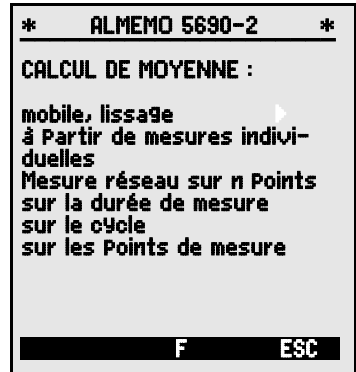 * ALMEMO 5690-2 *
CALCUL DE MOYENNE :
mobile, lissage
à Partir de mesures indivi-
duelles
Mesure réseau sur n Points
sur la durée de mesure
sur le cycle
sur les Points de mesure
F ESC